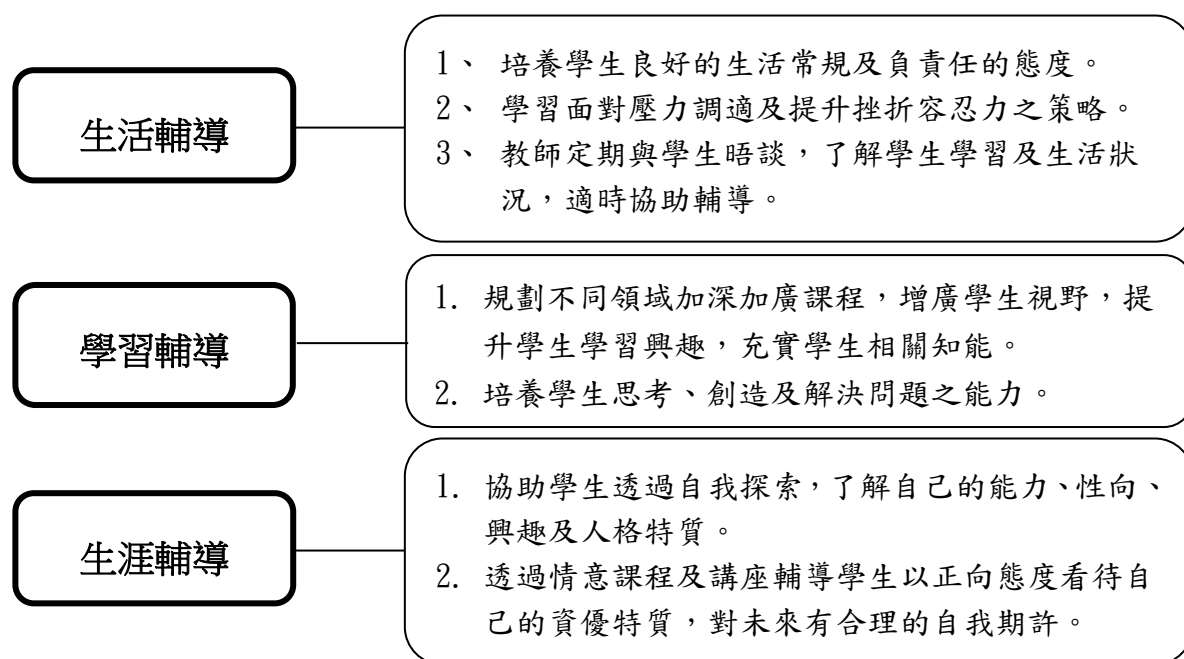 生活輔導
1、 培養學生良好的生活常規及負責任的態度。
2、 學習面對壓力調適及提升挫折容忍力之策略。
3、 教師定期與學生晤談，了解學生學習及生活狀
況，適時協助輔導。
學習輔導
1. 規劃不同領域加深加廣課程，增廣學生視野，提
升學生學習興趣，充實學生相關知能。
2. 培養學生思考、創造及解決問題之能力。
生涯輔導
1. 協助學生透過自我探索，了解自己的能力、性向、
興趣及人格特質。
2. 透過情意課程及講座輔導學生以正向態度看待自
己的資優特質，對未來有合理的自我期許。